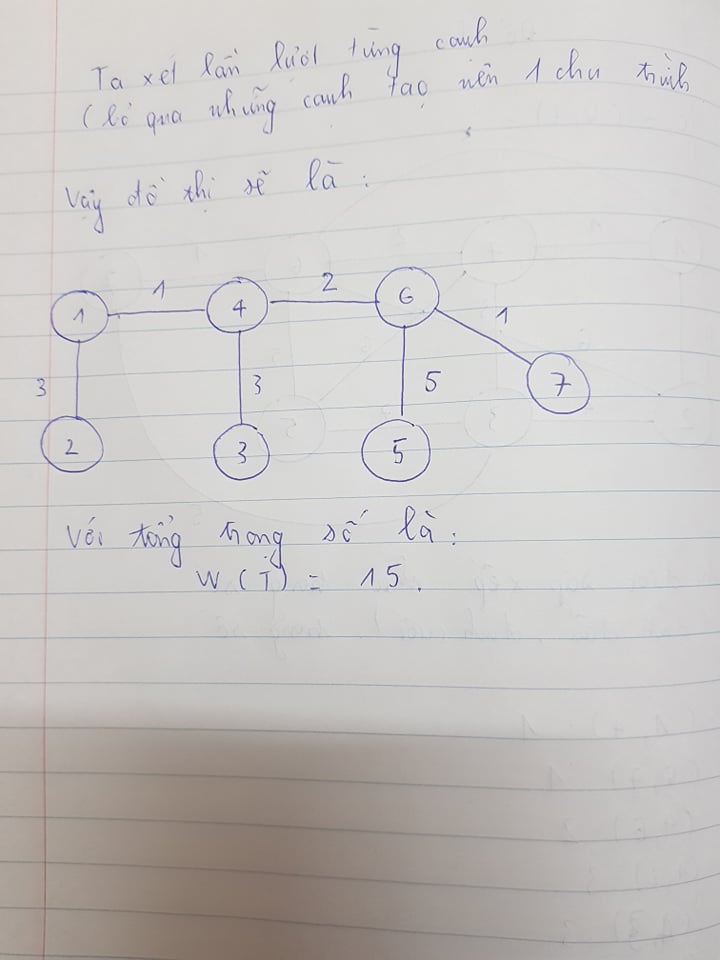 Ta xét lần lượt từng cạnh
(bỏ qua những cạnh tạo nên 1 chu trình
Vậy đồ thị sẽ là :
1 2
1 4 6
1
3 3 5 7
2 3 5
Với tổng trọng số là :
W(T) = 15.